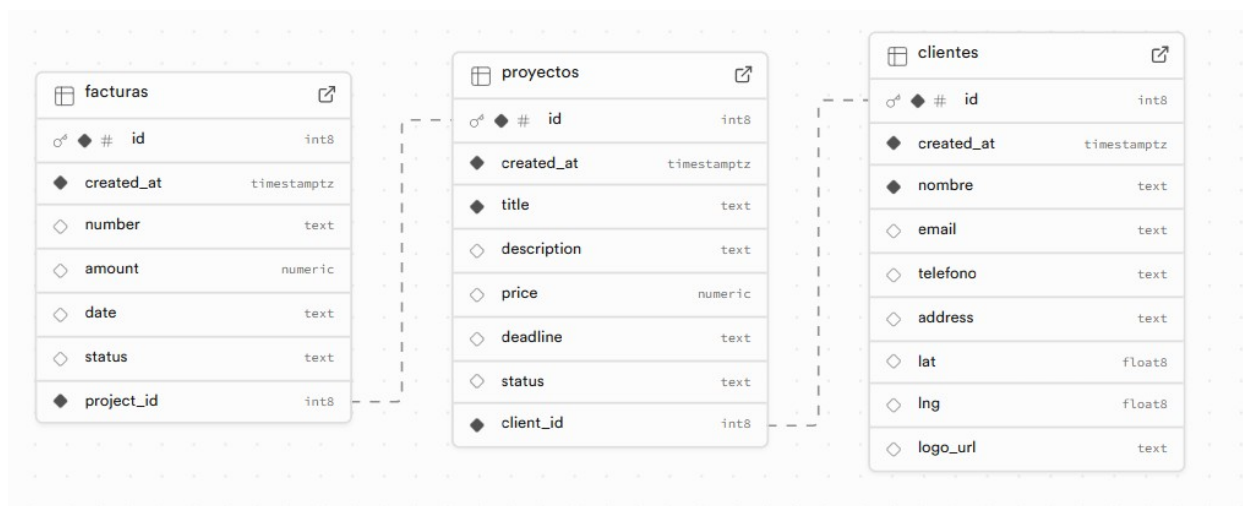 facturas
# id int8
created_at timestamptz
number text
amount numeric
date text
status text
project_id int8
proyectos
# id int8
created_at timestamptz
title text
description text
price numeric
deadline text
status text
client_id int8
clientes
# id int8
created_at timestamptz
nombre text
email text
telefono text
address text
lat float8
lng float8
logo_url text